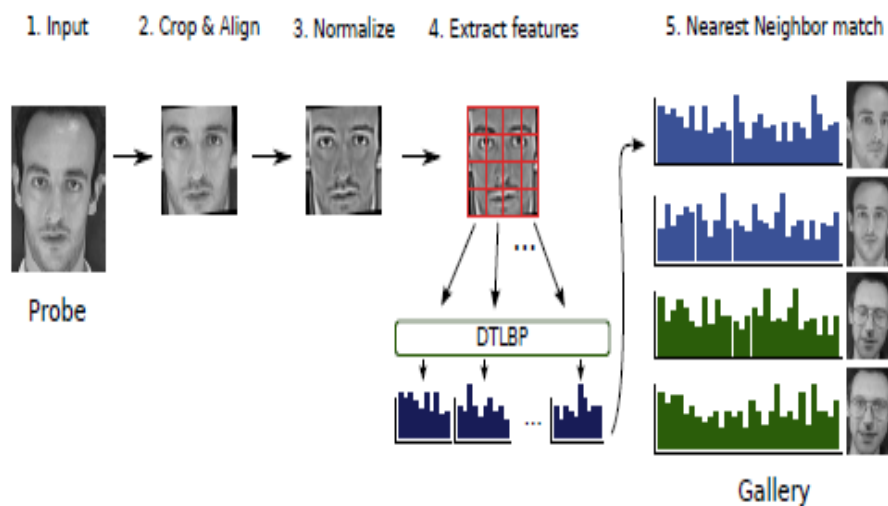 1. Input
2. Crop & Align
3. Normalize
4. Extract features
5. Nearest Neighbor match
...
Probe
DTLBP
...
Gallery